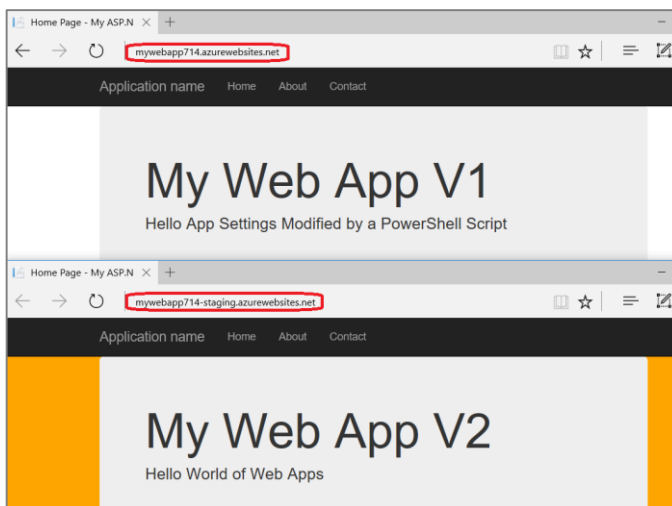 Home Page - My ASP.N
mywebapp714.azurewebsites.net
Application name Home About Contact
My Web App V1
Hello App Settings Modified by a PowerShell Script
Home Page - My ASP.N
mywebapp714-staging.azurewebsites.net
Application name Home About Contact
My Web App V2
Hello World of Web Apps